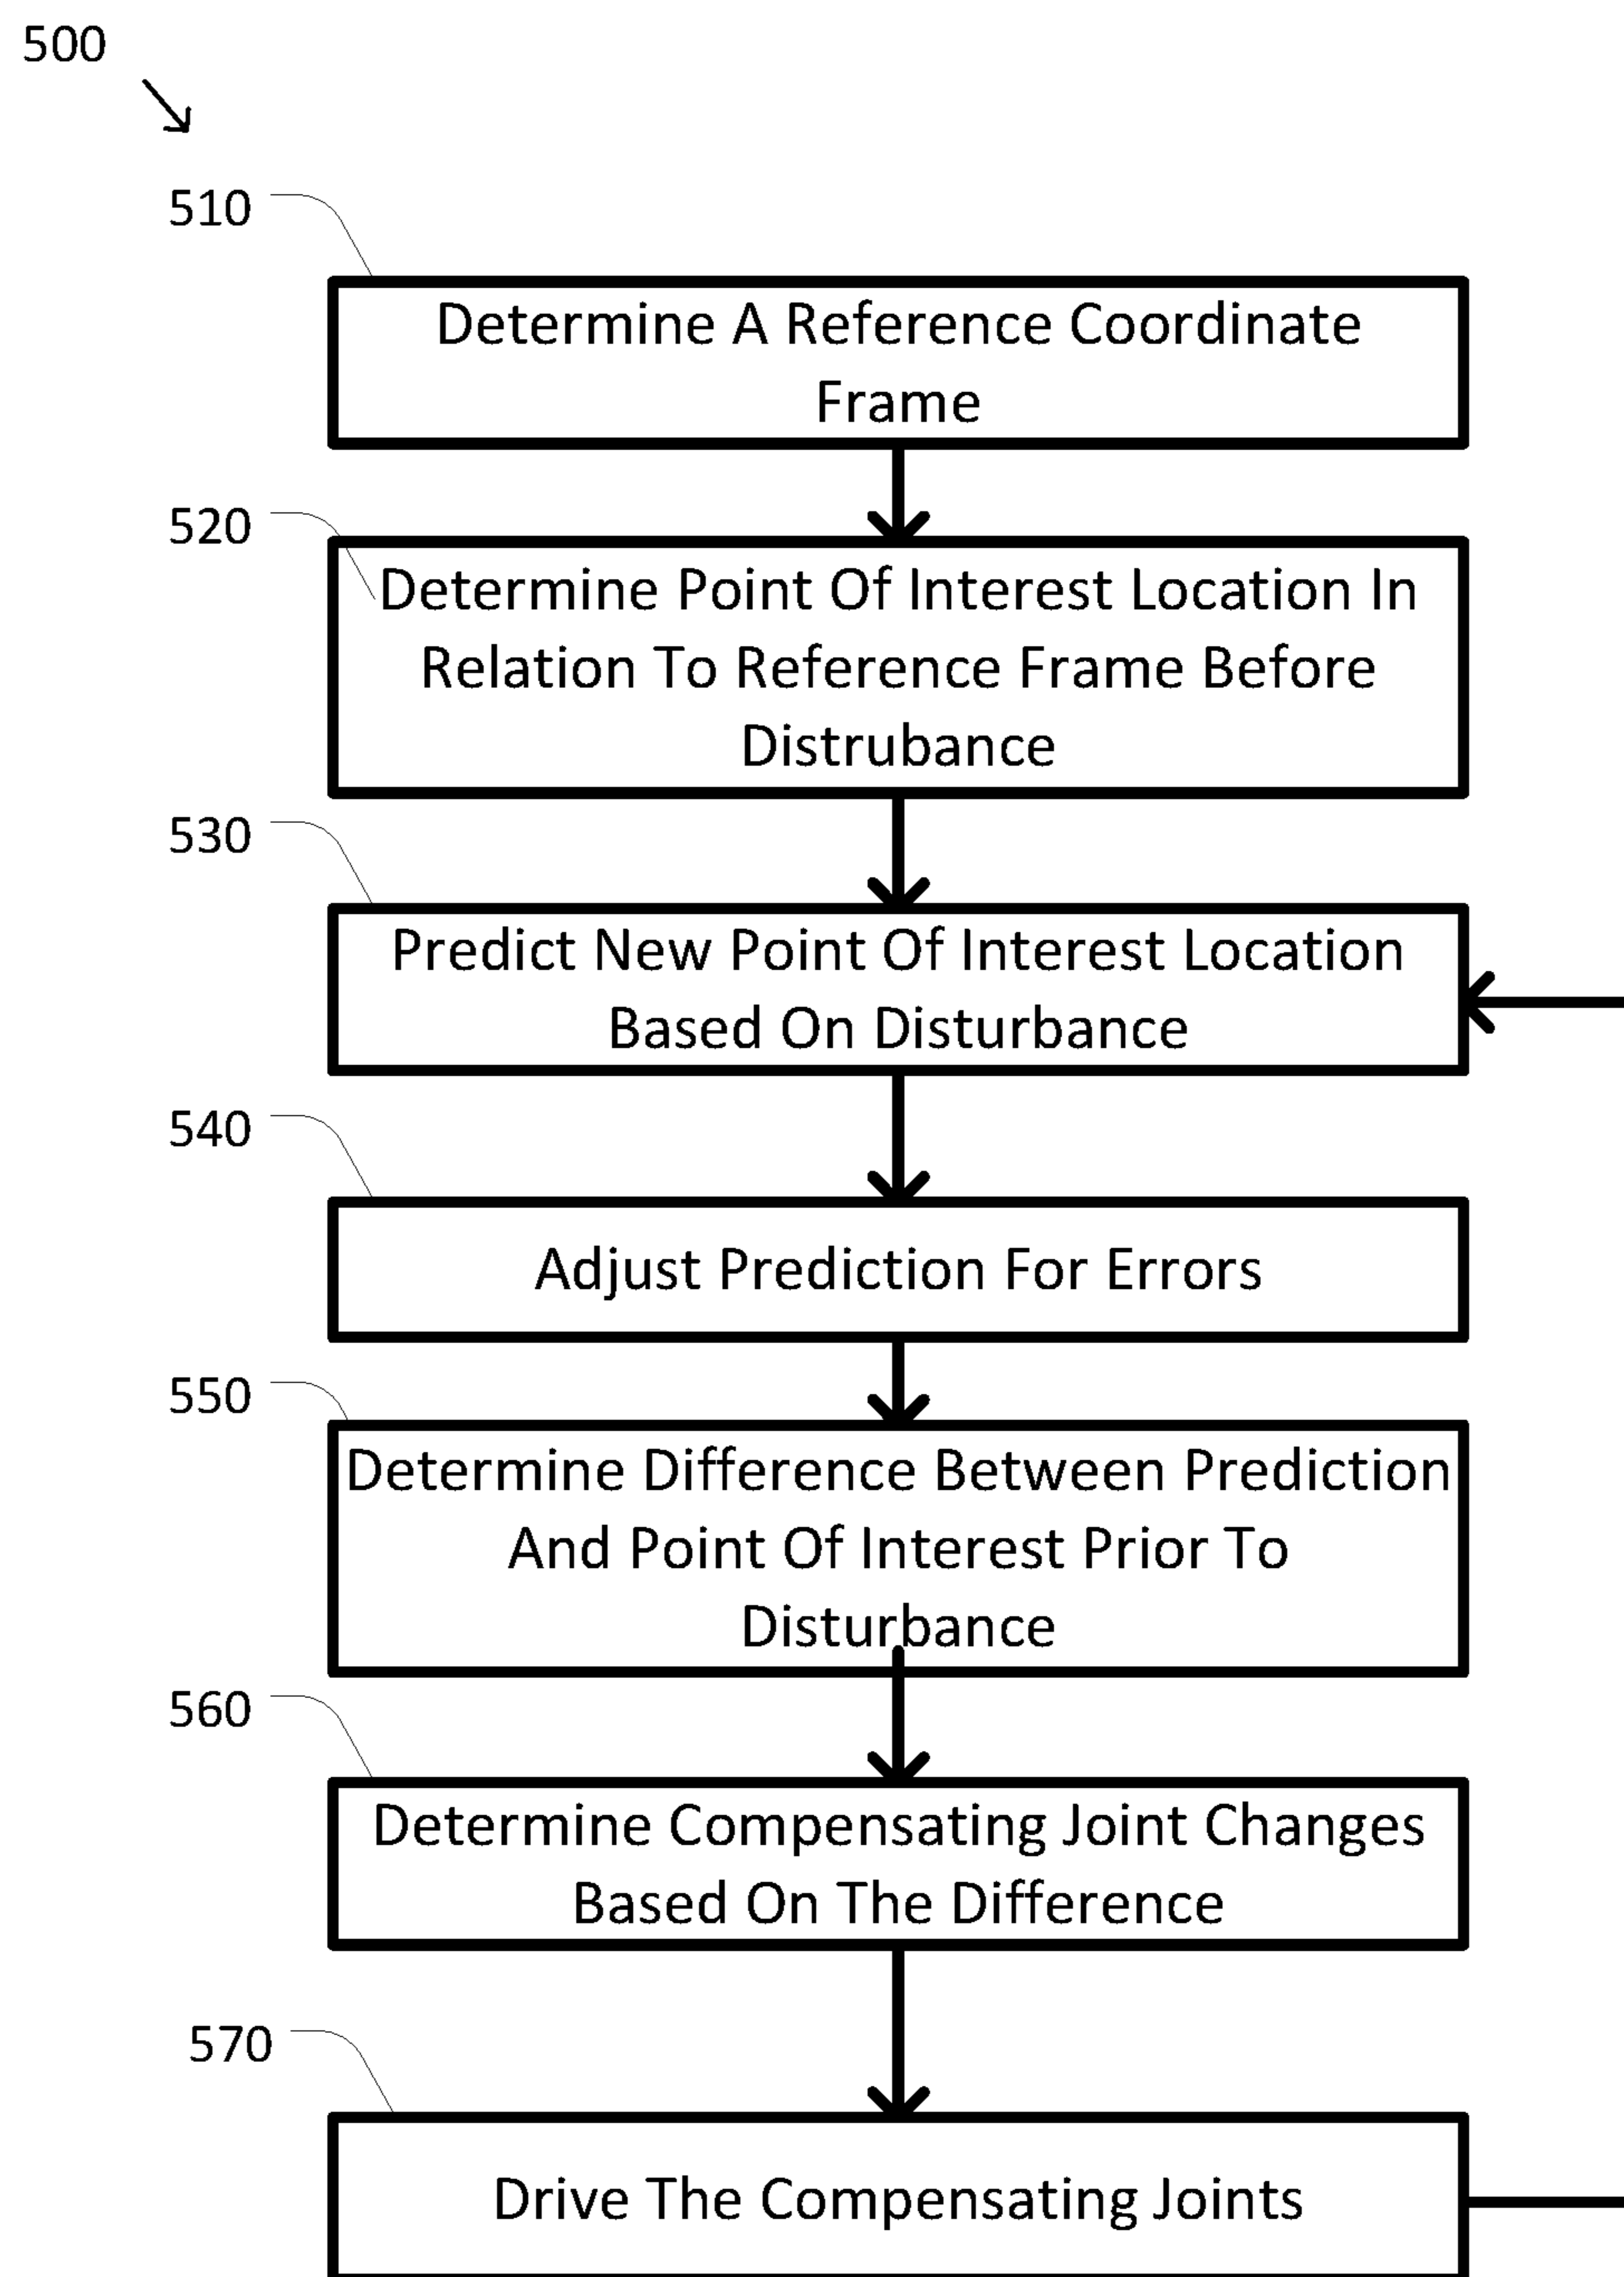 500
510
Determine A Reference Coordinate
Frame
520
Determine Point Of Interest Location In
Relation To Reference Frame Before
Distrubance
530
Predict New Point Of Interest Location
Based On Disturbance
540
Adjust Prediction For Errors
550
Determine Difference Between Prediction
And Point Of Interest Prior To
Disturbance
560
Determine Compensating Joint Changes
Based On The Difference
570
Drive The Compensating Joints